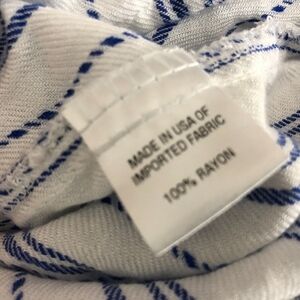 MADE IN USA OF
IMPORTED FABRIC
100% RAYON